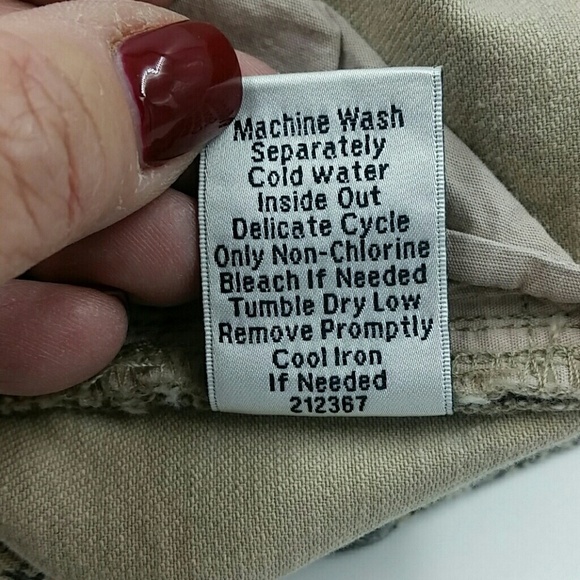 Machine Wash
Separately
Cold Water
Inside Out
Delicate Cycle
Only Non-Chlorine
Bleach If Needed
Tumble Dry Low
Remove Promptly
Cool Iron
If Needed
212367